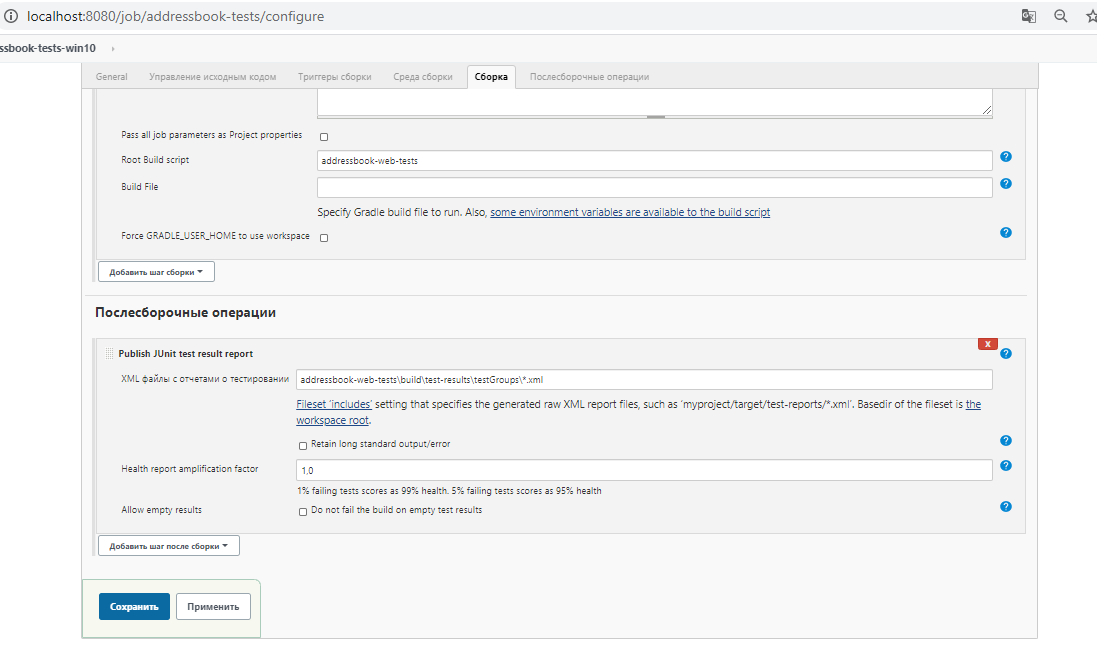 localhost:8080/job/addressbook-tests/configure
ssbook-tests-win10
General Управление исходным кодом Триггеры сборки Среда сборки Сборка Послесборочные операции
Pass all job parameters as Project properties
Root Build script addressbook-web-tests
Build File
Specify Gradle build file to run. Also, some environment variables are available to the build script
Force GRADLE_USER_HOME to use workspace
Добавить шаг сборки
Послесборочные операции
X
Publish JUnit test result report
XML файлы с отчетами о тестировании addressbook-web-tests\build\test-results\testGroups\*.xml
Fileset 'includes' setting that specifies the generated raw XML report files, such as 'myproject/target/test-reports/*.xml'. Basedir of the fileset is the
workspace root.
Retain long standard output/error
Health report amplification factor 1,0
1% failing tests scores as 99% health. 5% failing tests scores as 95% health
Allow empty results Do not fail the build on empty test results
Добавить шаг после сборки
Сохранить Применить